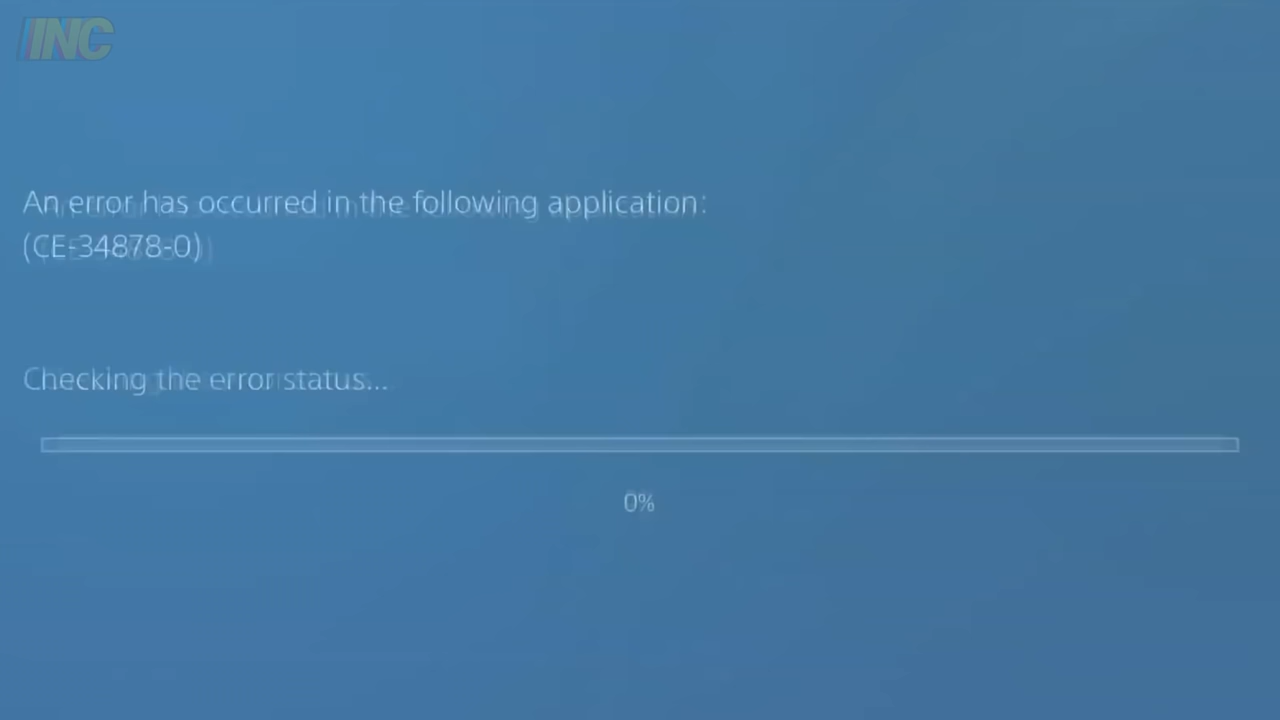 INC
An error has occurred in the following application:
(CE-34878-0)
Checking the error status...
0%